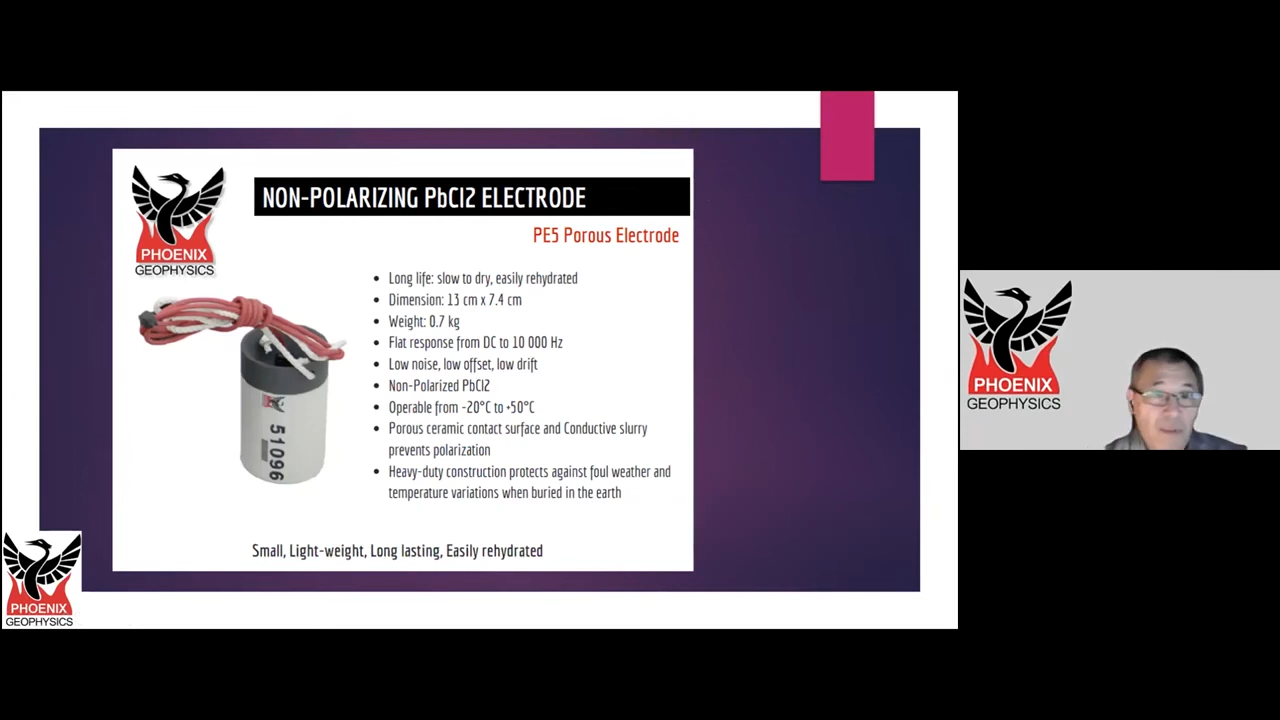 NON-POLARIZING PbCl2 ELECTRODE
PE5 Porous Electrode
PHOENIX
GEOPHYSICS
• Long life: slow to dry, easily rehydrated
• Dimension: 13 cm x 7.4 cm
• Weight: 0.7 kg
• Flat response from DC to 10 000 Hz
• Low noise, low offset, low drift
• Non-Polarized PbCl2
• Operable from -20°C to +50°C
• Porous ceramic contact surface and Conductive slurry
prevents polarization
• Heavy-duty construction protects against foul weather and
temperature variations when buried in the earth
51096
Small, Light-weight, Long lasting, Easily rehydrated
PHOENIX
GEOPHYSICS
PHOENIX
GEOPHYSICS